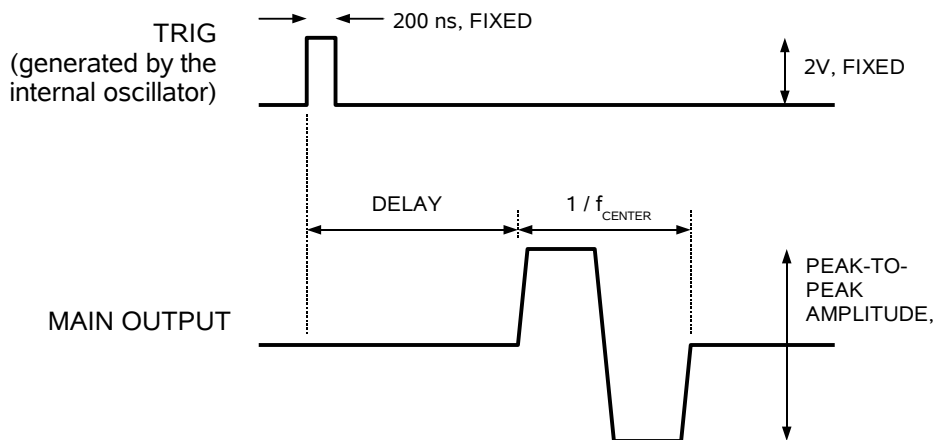 TRIG
(generated by the
internal oscillator)
200 ns, FIXED
2V, FIXED
DELAY
1 / fCENTER
MAIN OUTPUT
PEAK-TO-
PEAK
AMPLITUDE,